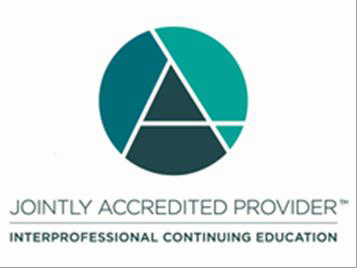 JOINTLY ACCREDITED PROVIDER™
INTERPROFESSIONAL CONTINUING EDUCATION